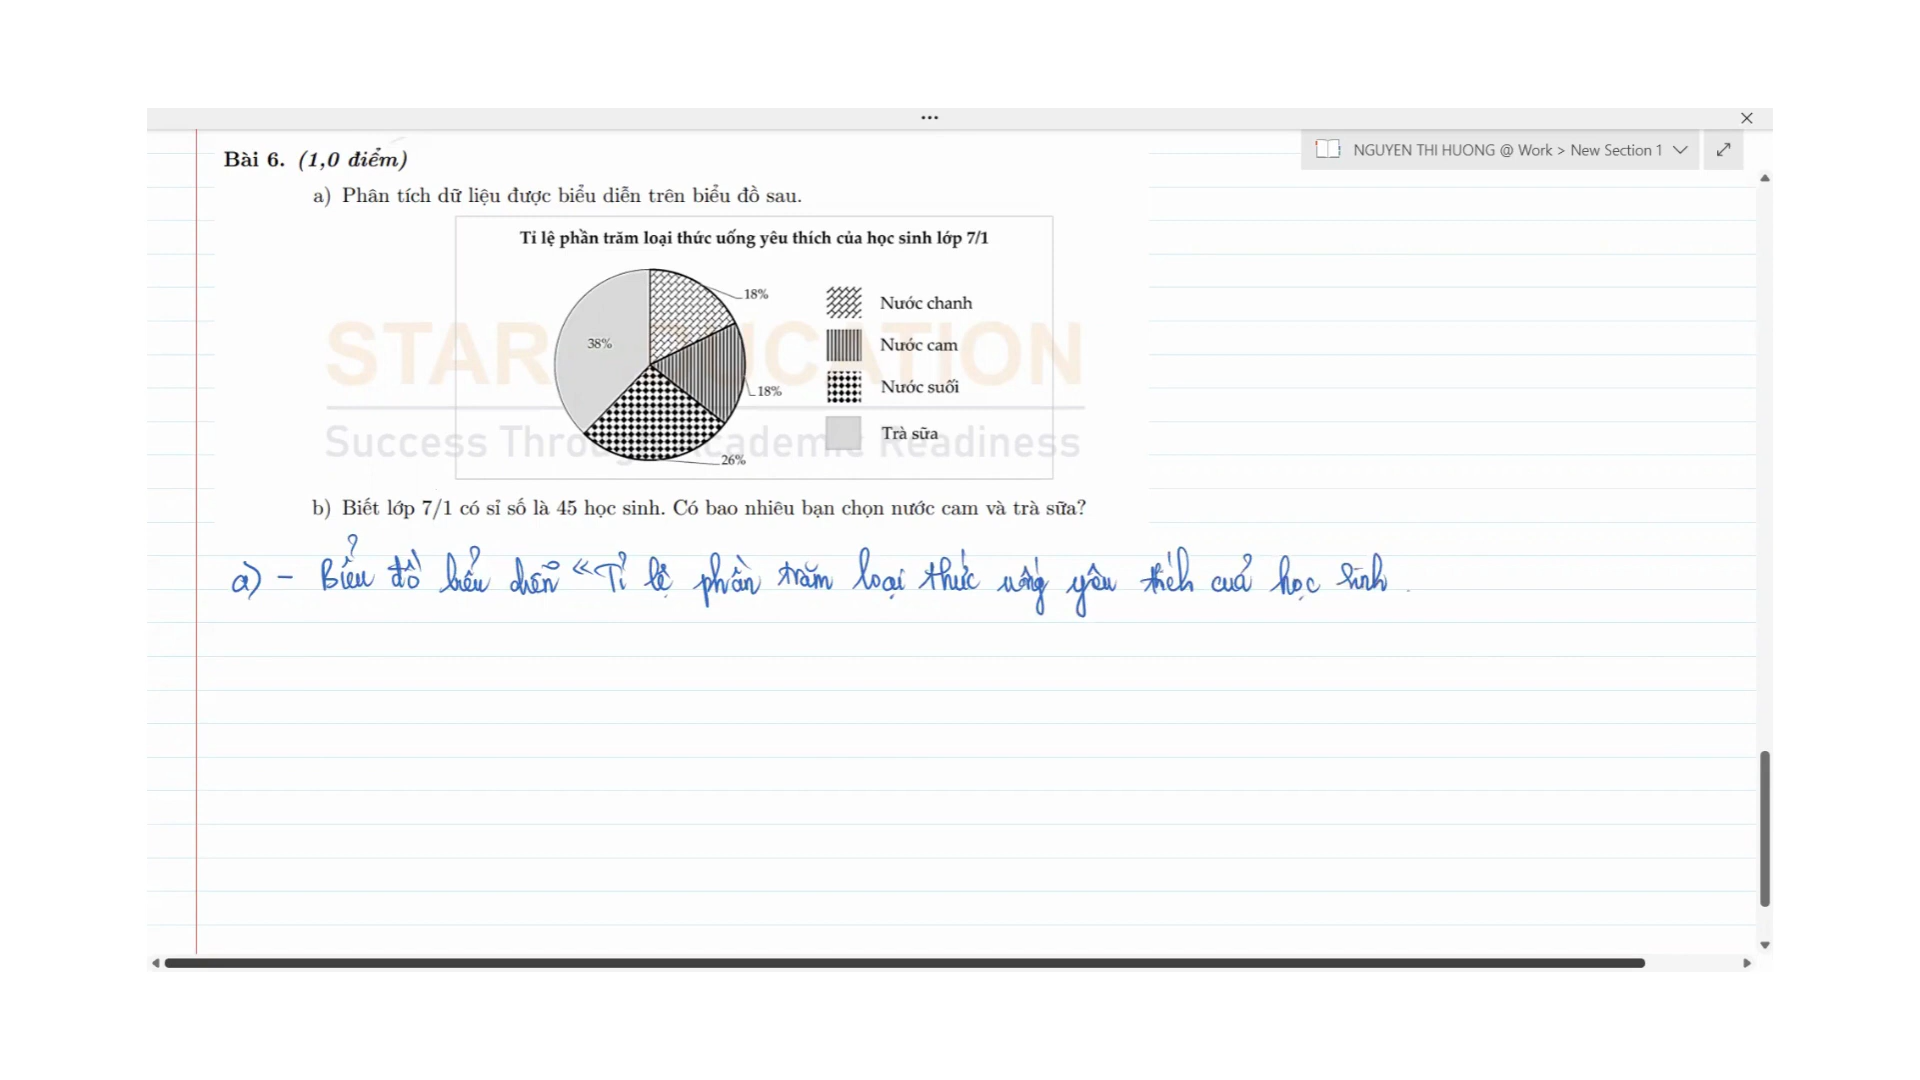 NGUYEN THI HUONG @ Work > New Section 1
Bài 6. (1,0 điểm)
a) Phân tích dữ liệu được biểu diễn trên biểu đồ sau.
Tỉ lệ phần trăm loại thức uống yêu thích của học sinh lớp 7/1
18%
Nước chanh
38%
Nước cam
18%
Nước suối
26%
Trà sữa
STAR EDUCATION
Success Through Academic Readiness
b) Biết lớp 7/1 có sỉ số là 45 học sinh. Có bao nhiêu bạn chọn nước cam và trà sữa?
a) - Biểu đồ biểu diễn «Tỉ lệ phần trăm loại thức uống yêu thích của học sinh